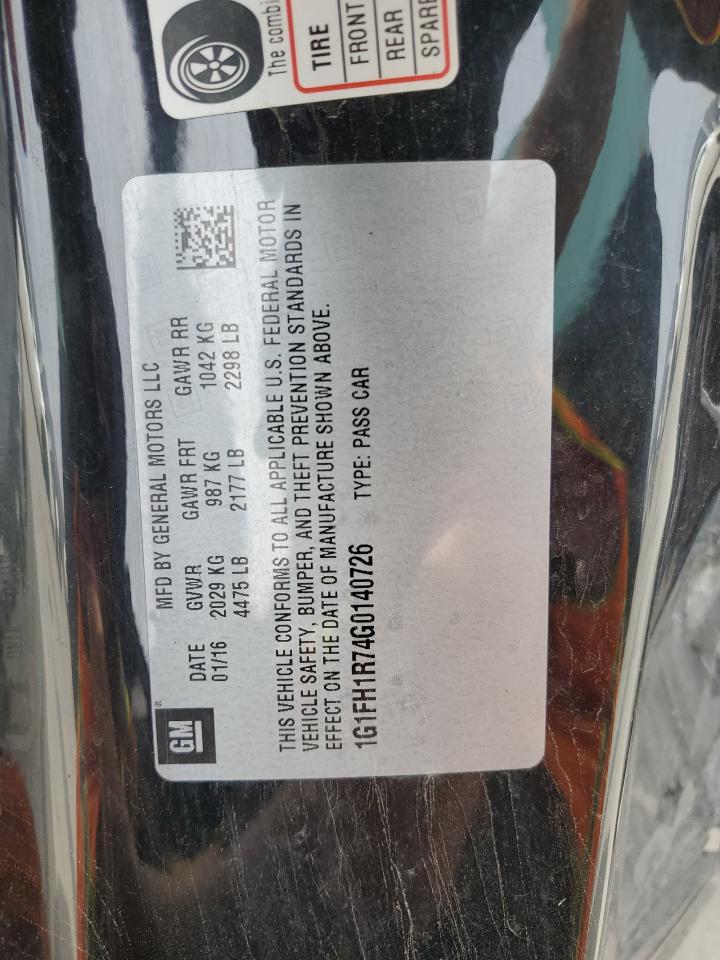 The combi
TIRE
FRONT
REAR
SPARE
GM
MFD BY GENERAL MOTORS LLC
DATE GVWR GAWR FRT GAWR RR
01/16 2029 KG 987 KG 1042 KG
4475 LB 2177 LB 2298 LB
THIS VEHICLE CONFORMS TO ALL APPLICABLE U.S. FEDERAL MOTOR
VEHICLE SAFETY, BUMPER, AND THEFT PREVENTION STANDARDS IN
EFFECT ON THE DATE OF MANUFACTURE SHOWN ABOVE.
1G1FH1R74G0140726 TYPE: PASS CAR